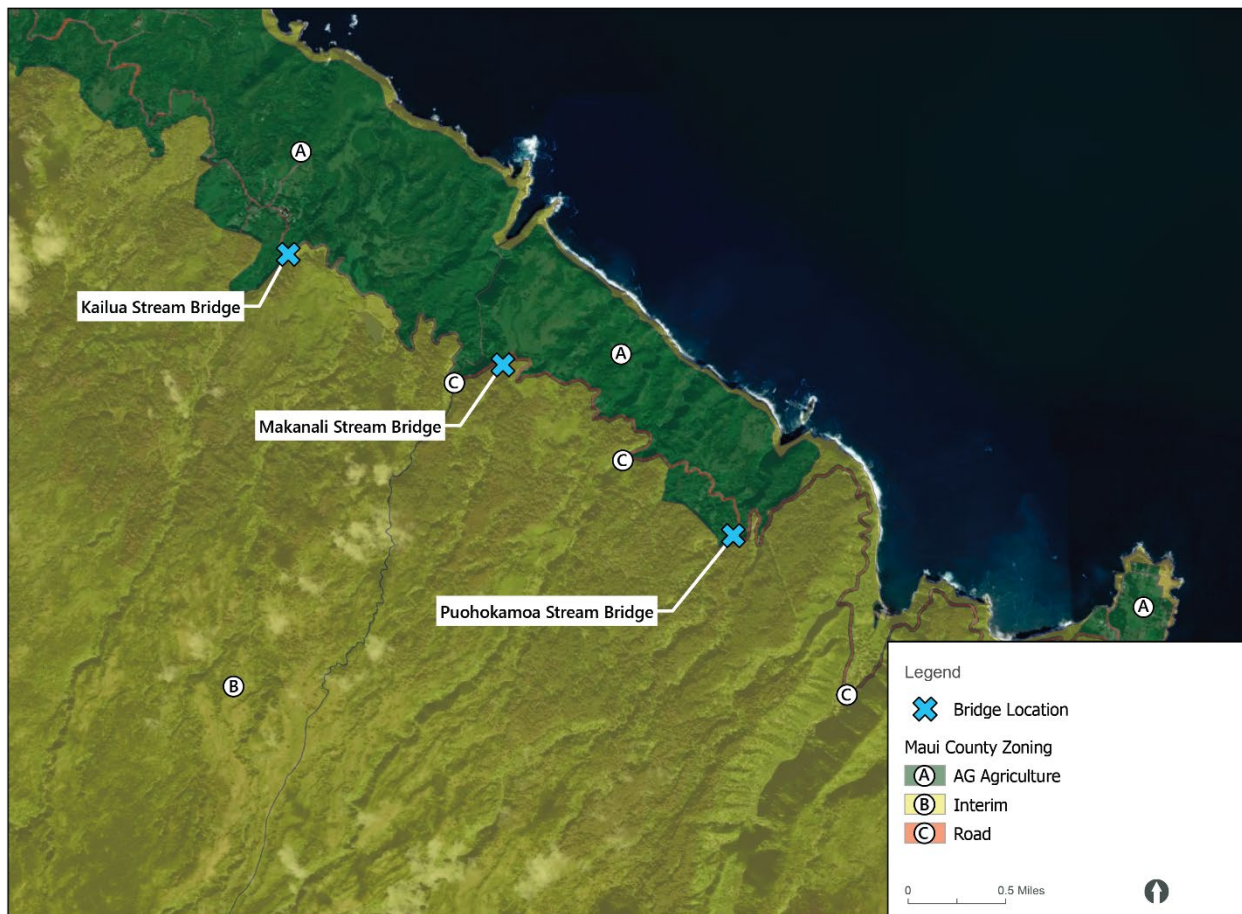 A
Kailua Stream Bridge
A
C
Makanali Stream Bridge
C
Puohokamoa Stream Bridge
A
B
C
Legend
Bridge Location
Maui County Zoning
A AG Agriculture
B Interim
C Road
0 0.5 Miles